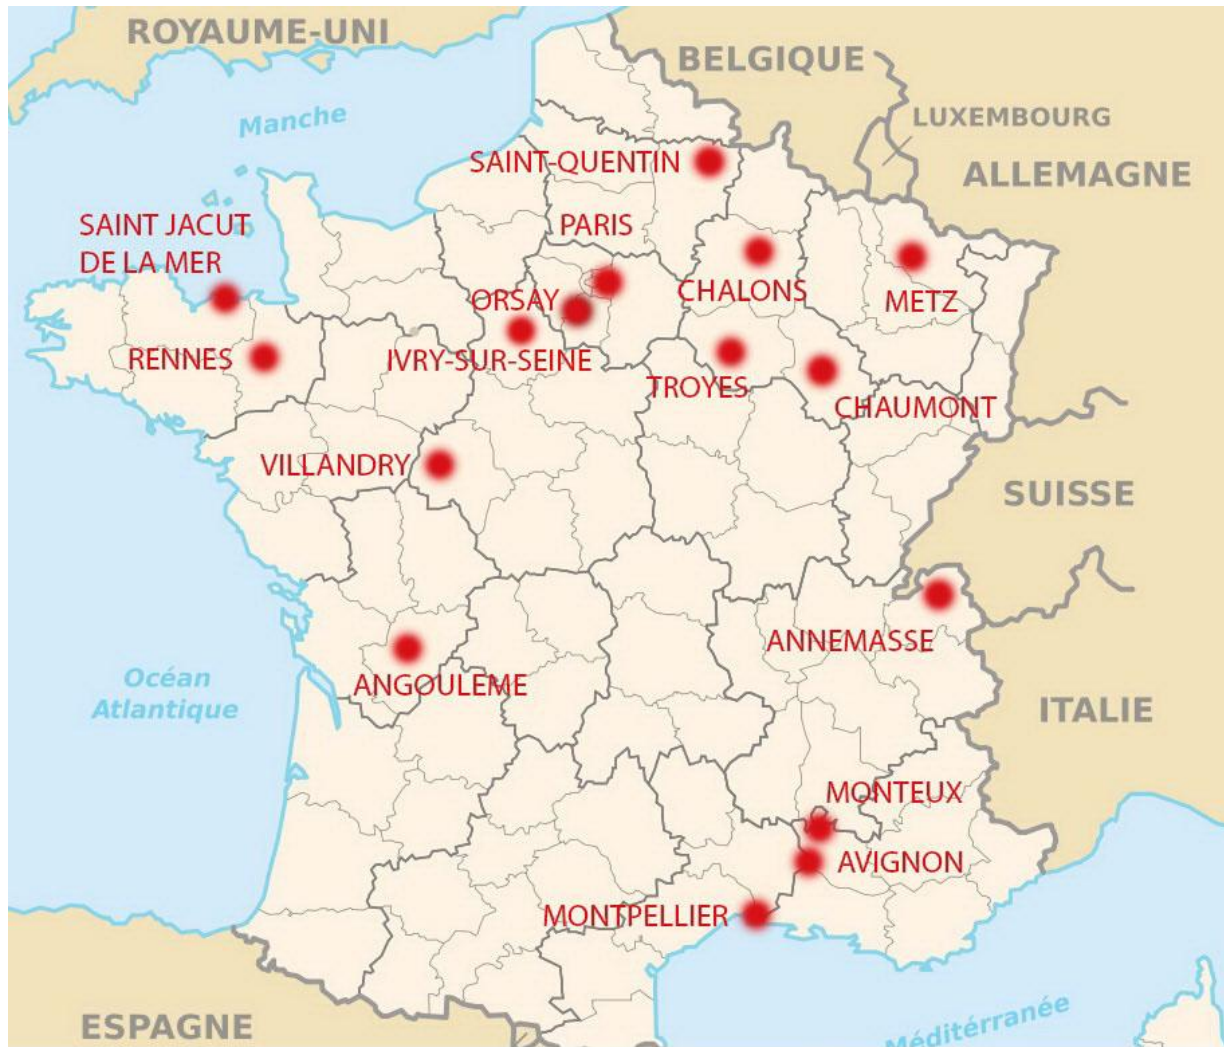 ROYAUME-UNI
BELGIQUE
Manche
LUXEMBOURG
SAINT-QUENTIN
ALLEMAGNE
SAINT JACUT
DE LA MER
PARIS
CHALONS
METZ
ORSAY
RENNES
IVRY-SUR-SEINE
TROYES
CHAUMONT
VILLANDRY
SUISSE
ANNEMASSE
ANGOULEME
Océan
Atlantique
ITALIE
MONTEUX
AVIGNON
MONTPELLIER
ESPAGNE
Méditérranée